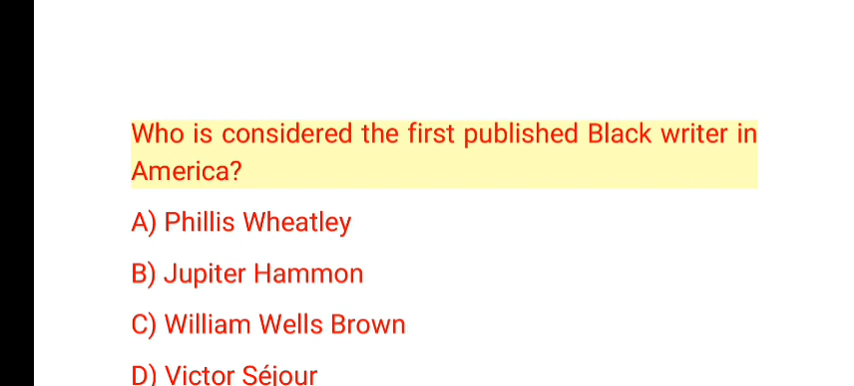 Who is considered the first published Black writer in
America?
A) Phillis Wheatley
B) Jupiter Hammon
C) William Wells Brown
D) Victor Séjour